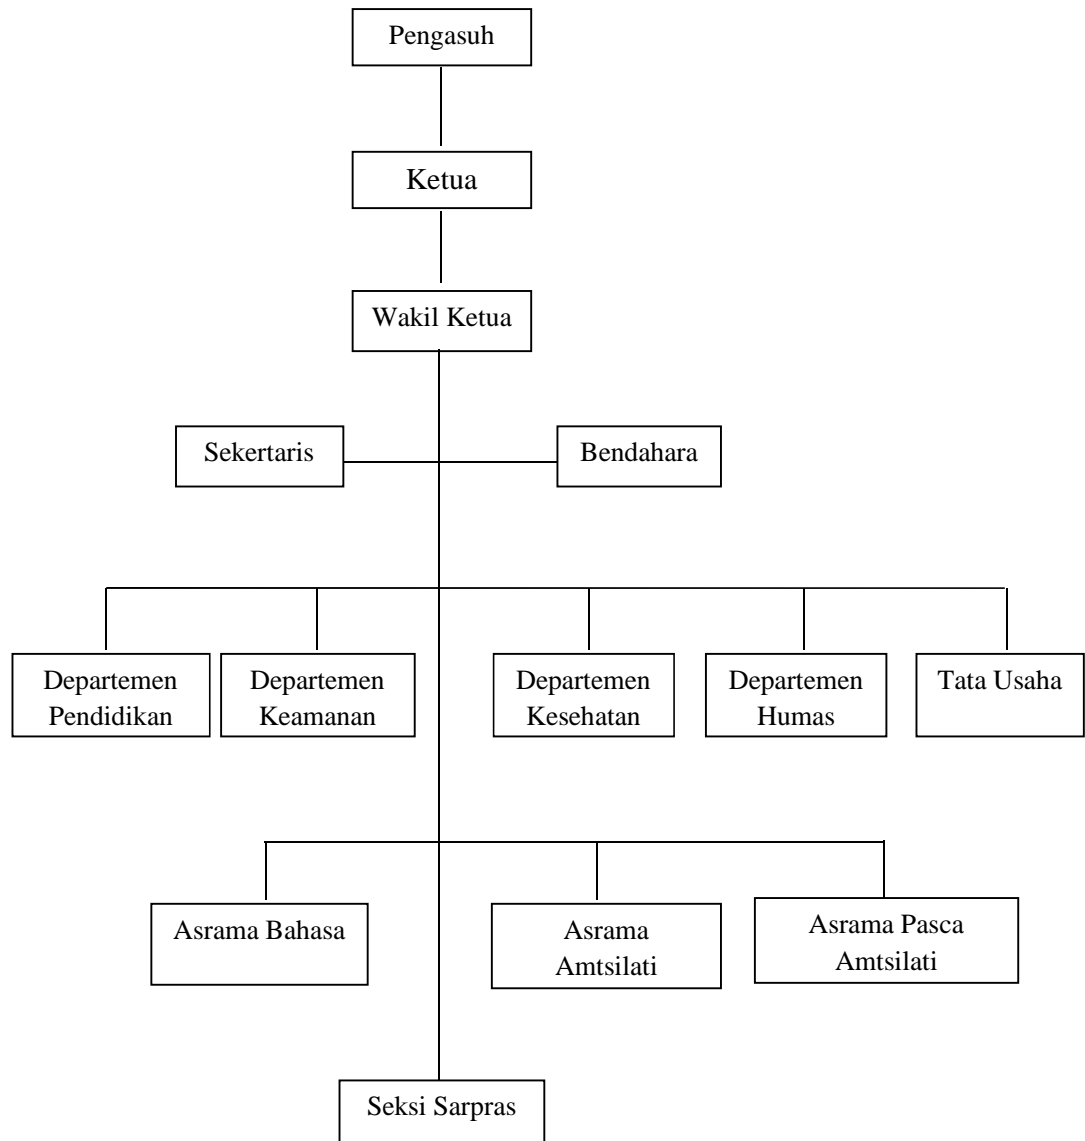 Pengasuh
Ketua
Wakil Ketua
Sekertaris
Bendahara
Departemen
Pendidikan
Departemen
Keamanan
Departemen
Kesehatan
Departemen
Humas
Tata Usaha
Asrama Bahasa
Asrama
Amtsilati
Asrama Pasca
Amtsilati
Seksi Sarpras